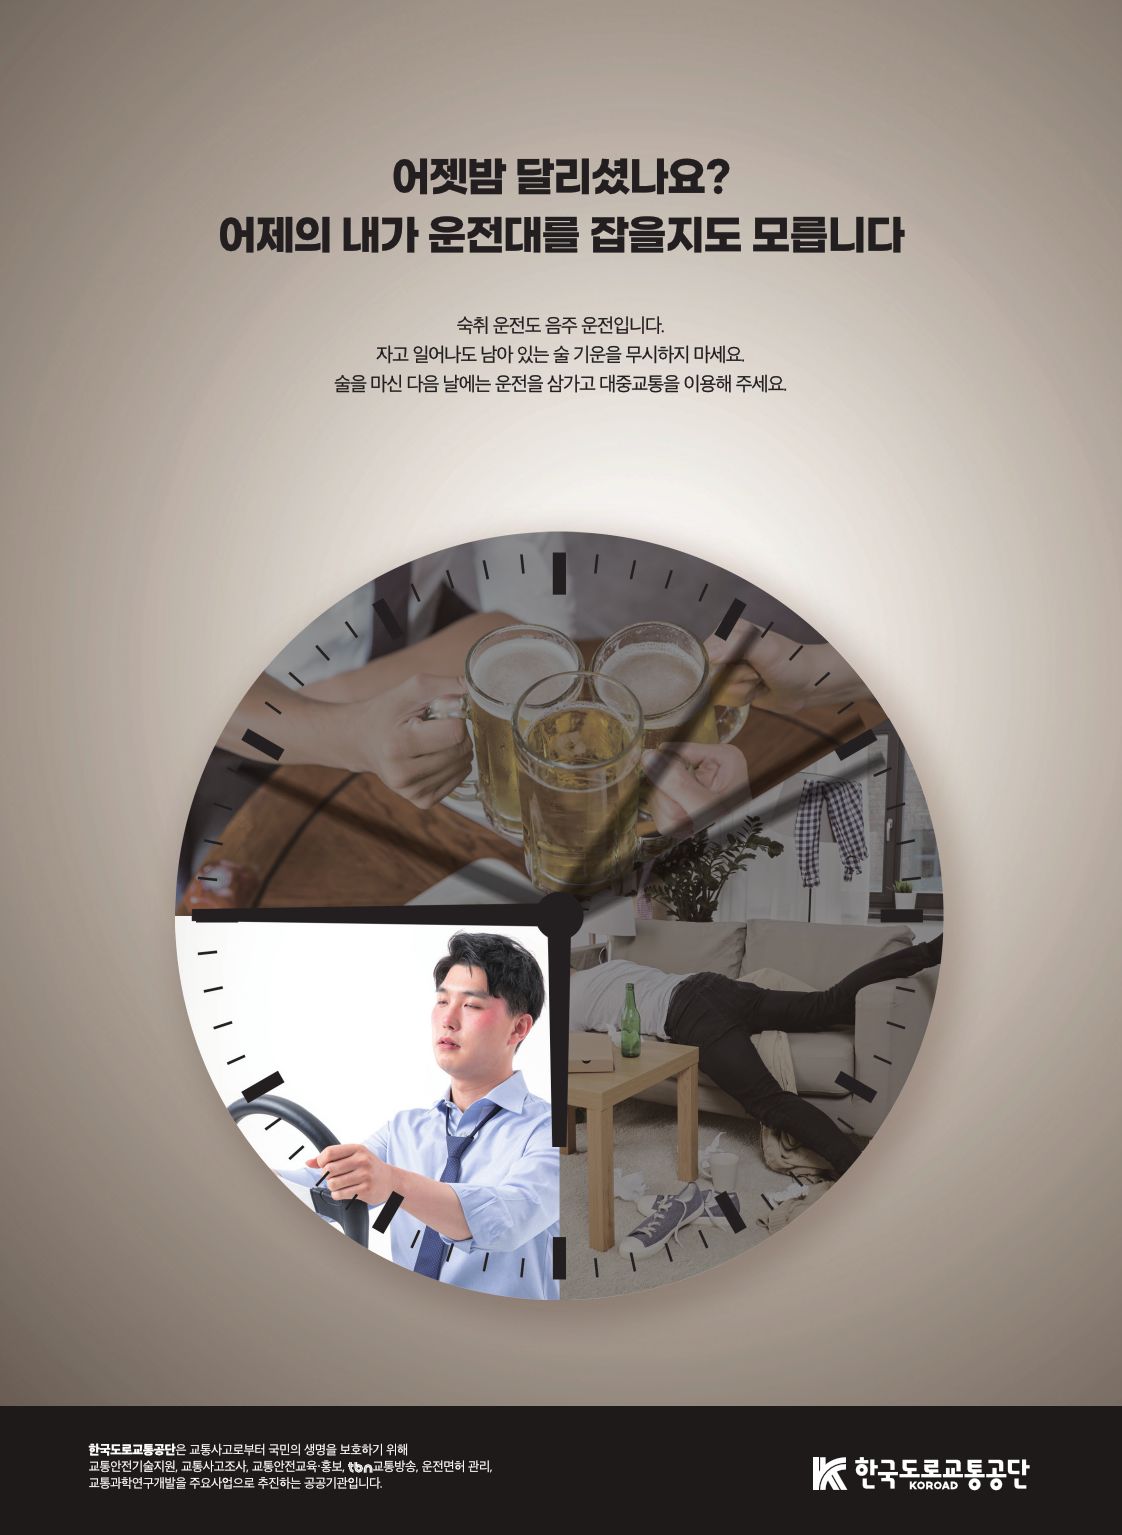 어젯밤 달리셨나요?
어제의 내가 운전대를 잡을지도 모릅니다
숙취 운전도 음주 운전입니다.
자고 일어나도 남아 있는 술 기운을 무시하지 마세요.
술을 마신 다음 날에는 운전을 삼가고 대중교통을 이용해 주세요.
한국도로교통공단은 교통사고로부터 국민의 생명을 보호하기 위해
교통안전기술지원, 교통사고조사, 교통안전교육·홍보, tbn교통방송, 운전면허 관리,
교통과학연구개발을 주요사업으로 추진하는 공공기관입니다.
한국도로교통공단
KOROAD